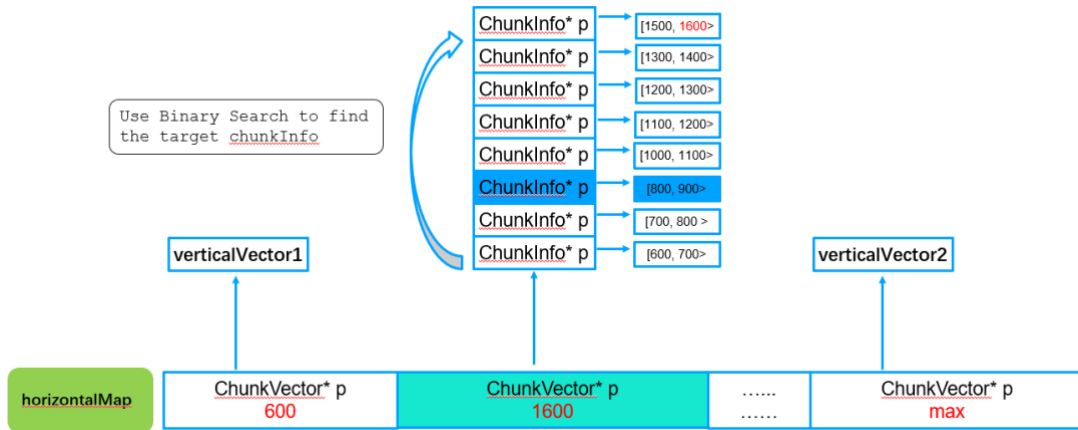 ChunkInfo* p
[1500, 1600>
ChunkInfo* p
[1300, 1400>
ChunkInfo* p
[1200, 1300>
ChunkInfo* p
[1100, 1200>
ChunkInfo* p
[1000, 1100>
ChunkInfo* p
[800, 900>
ChunkInfo* p
[700, 800 >
ChunkInfo* p
[600, 700>
Use Binary Search to find
the target chunkInfo
verticalVector1
verticalVector2
horizontalMap
ChunkVector* p
600
ChunkVector* p
1600
…...
……
ChunkVector* p
max